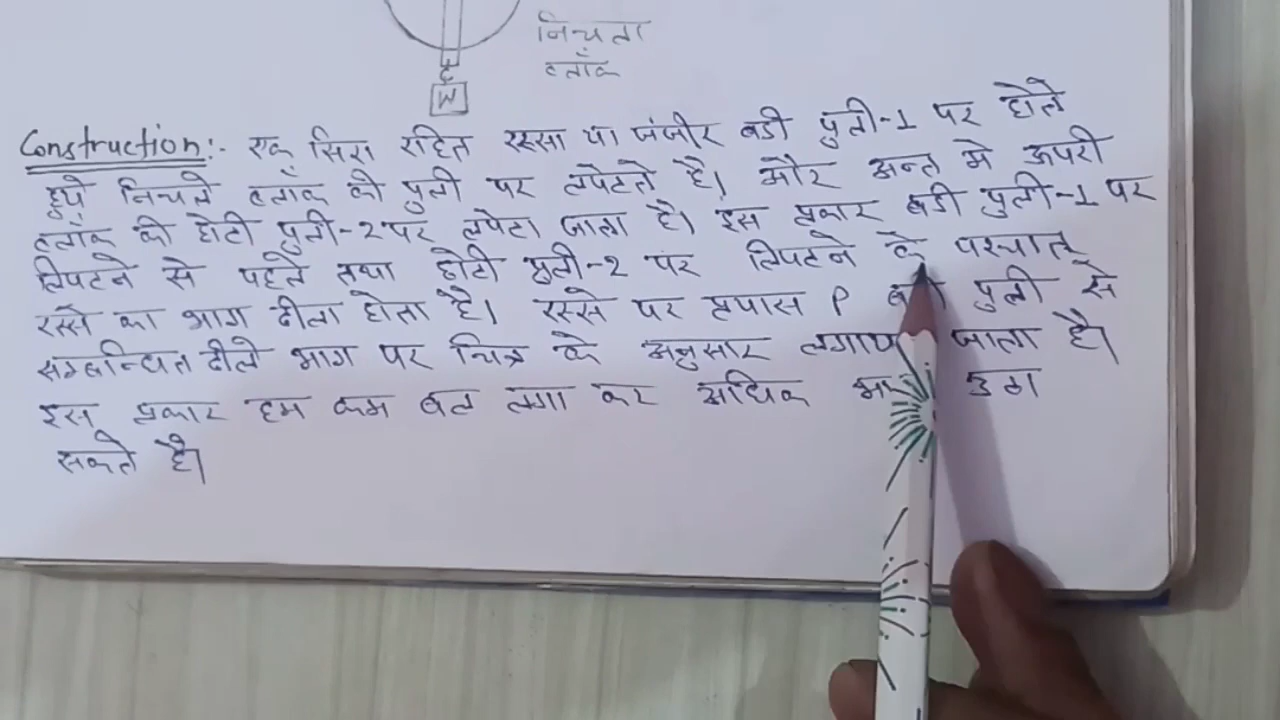 निचला
ब्लॉक
W
Construction:- एक सिरा रहित रस्सा या जंजीर बडी पुली-1 पर होते
हुये निचले ब्लॉक की पुली पर लपेटते है। और अन्त मे ऊपरी
ब्लॉक की छोटी पुली-2 पर लपेटा जाता है। इस प्रकार बडी पुली-1 पर
लिपटने से पहले तथा छोटी पुली-2 पर लिपटने के पश्चात्
रस्से का भाग ढीला होता है। रस्से पर प्रयास P पुली से
सम्बन्धित ढीले भाग पर चित्र के अनुसार लगाया जाता है।
इस प्रकार हम कम बल लगा कर अधिक उठा
सकते है।